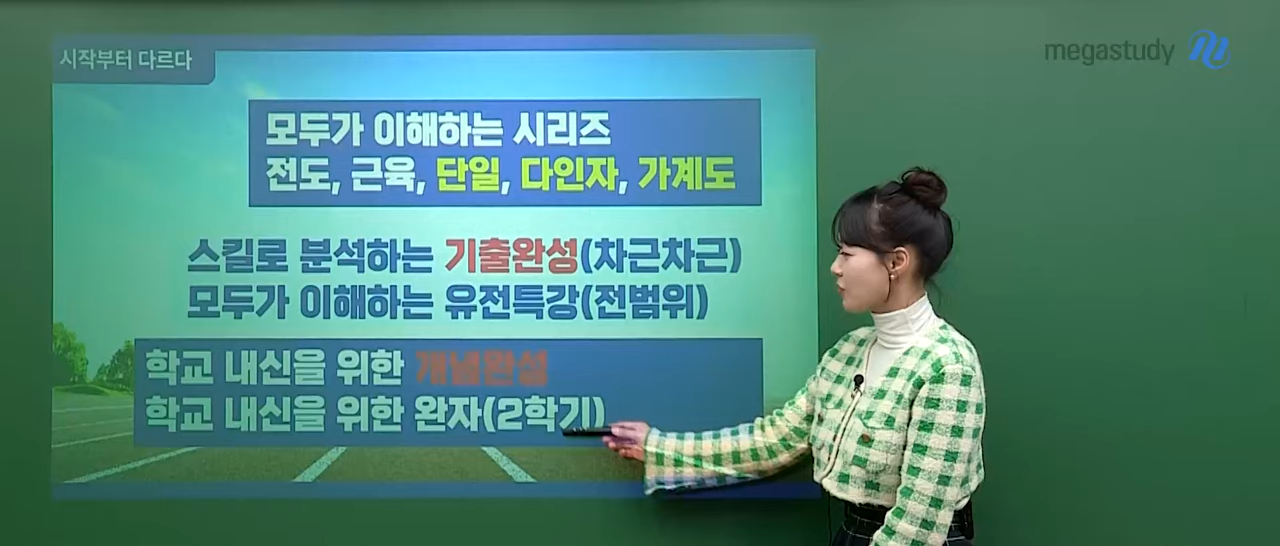 시작부터 다르다
megastudy
모두가 이해하는 시리즈
전도, 근육, 단일, 다인자, 가계도
스킬로 분석하는 기출완성(차근차근)
모두가 이해하는 유전특강(전범위)
학교 내신을 위한 개념완성
학교 내신을 위한 완자(2학기)